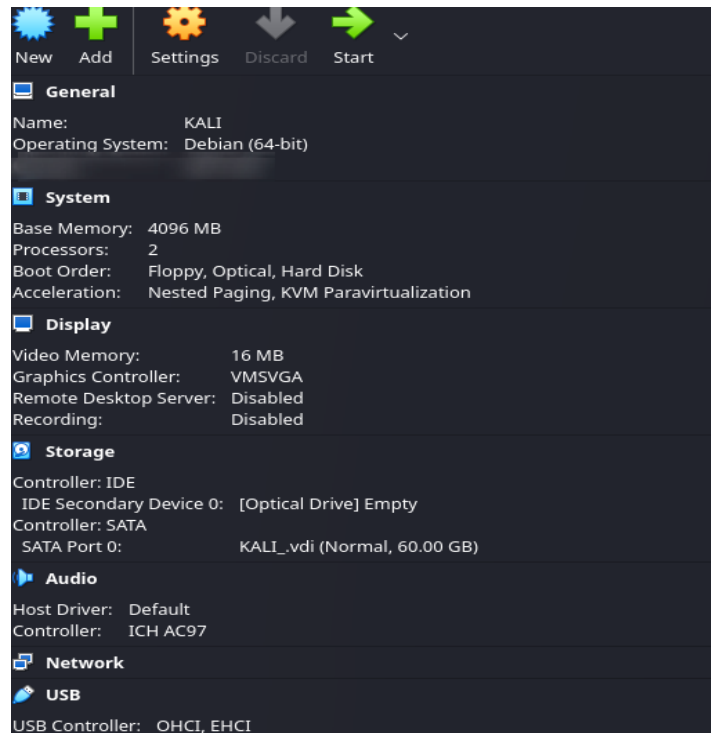 New Add Settings Discard Start
General
Name: KALI
Operating System: Debian (64-bit)
System
Base Memory: 4096 MB
Processors: 2
Boot Order: Floppy, Optical, Hard Disk
Acceleration: Nested Paging, KVM Paravirtualization
Display
Video Memory: 16 MB
Graphics Controller: VMSVGA
Remote Desktop Server: Disabled
Recording: Disabled
Storage
Controller: IDE
IDE Secondary Device 0: [Optical Drive] Empty
Controller: SATA
SATA Port 0: KALI_.vdi (Normal, 60.00 GB)
Audio
Host Driver: Default
Controller: ICH AC97
Network
USB
USB Controller: OHCI, EHCI